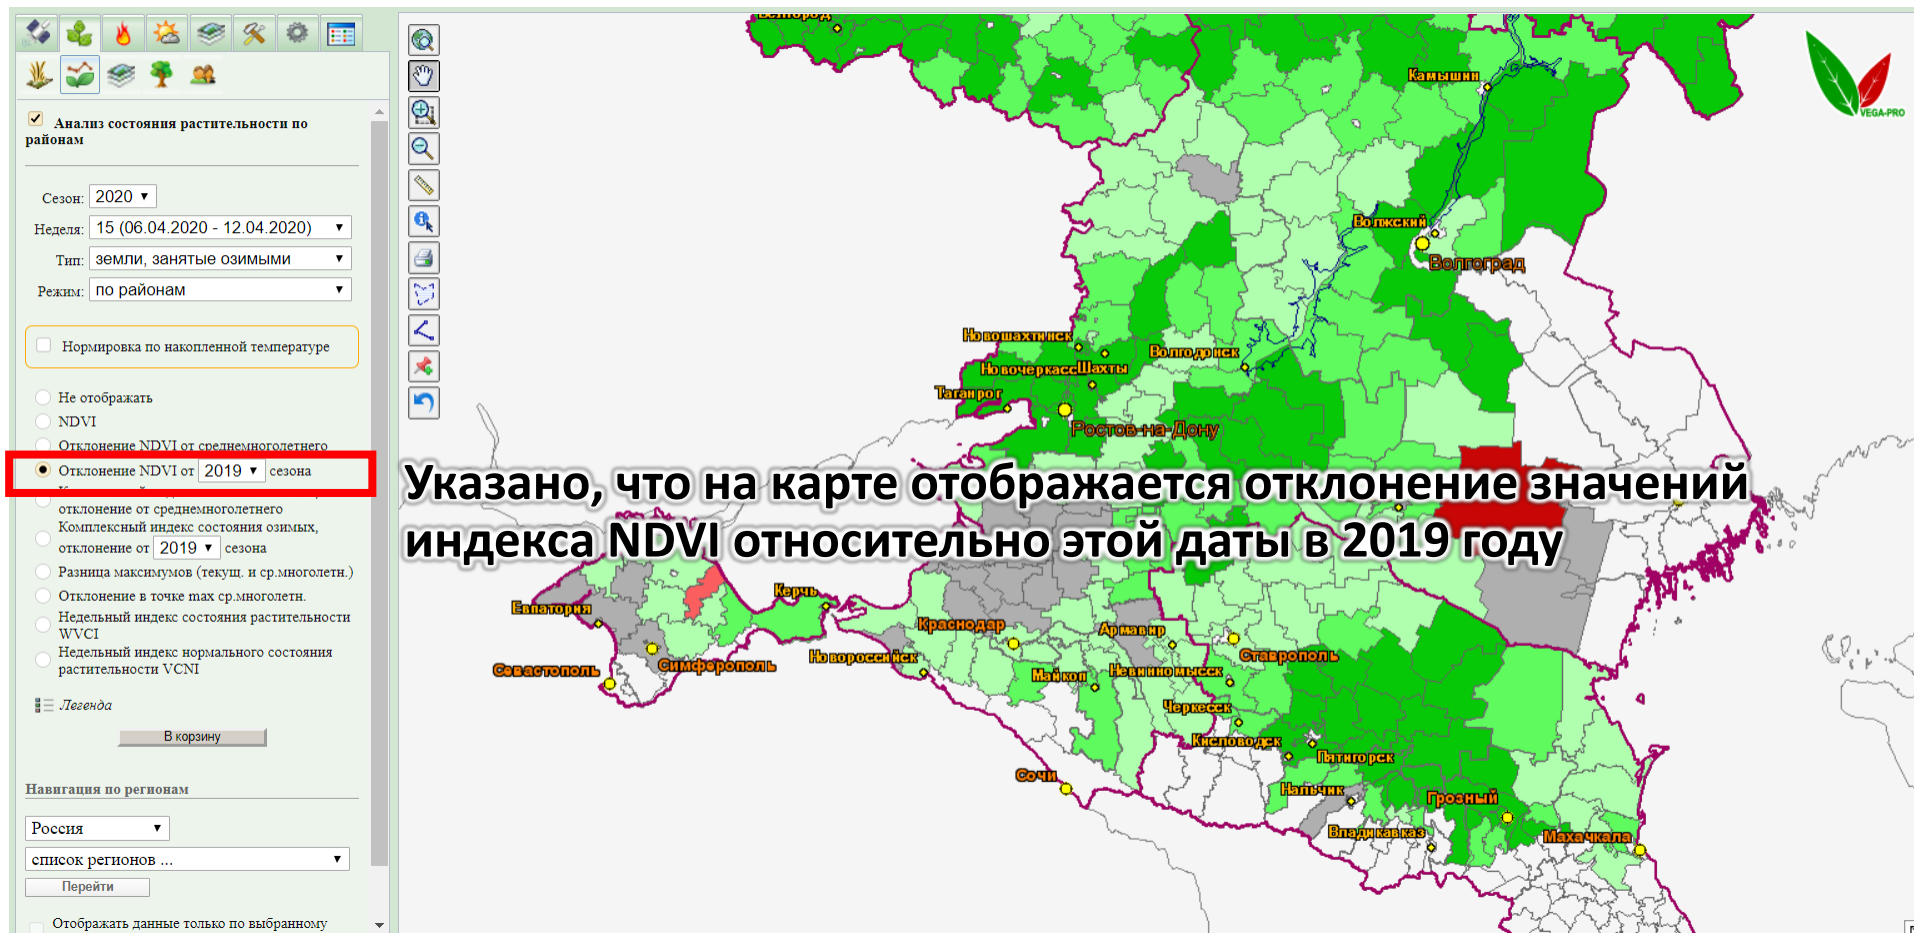 Анализ состояния растительности по
районам
Сезон: 2020
Неделя: 15 (06.04.2020 - 12.04.2020)
Тип: земли, занятые озимыми
Режим: по районам
Нормировка по накопленной температуре
Не отображать
NDVI
Отклонение NDVI от среднемноголетнего
Отклонение NDVI от 2019 сезона
отклонение от среднемноголетнего
Комплексный индекс состояния озимых,
отклонение от 2019 сезона
Разница максимумов (текущ. и ср.многолетн.)
Отклонение в точке max ср.многолетн.
Недельный индекс состояния растительности
WVCI
Недельный индекс нормального состояния
растительности VCNI
Легенда
В корзину
Навигация по регионам
Россия
список регионов ...
Перейти
Отображать данные только по выбранному
Белгород
Камышин
VEGA-PRO
Волжский
Волгоград
Новошахтинск
Волгодонск
Новочеркасс
Шахты
Таганрог
Ростов-на-Дону
Указано, что на карте отображается отклонение значений
индекса NDVI относительно этой даты в 2019 году
Евпатория
Керчь
Краснодар
Армавир
Ставрополь
Симферополь
Севастополь
Новороссийск
Майкоп
Невинномысск
Черкесск
Кисловодск
Пятигорск
Сочи
Нальчик
Грозный
Владикавказ
Махачкала